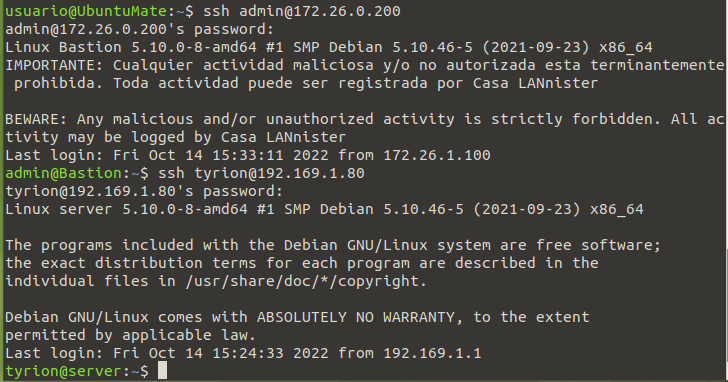 usuario@UbuntuMate:~$ ssh admin@172.26.0.200
admin@172.26.0.200's password:
Linux Bastion 5.10.0-8-amd64 #1 SMP Debian 5.10.46-5 (2021-09-23) x86_64
IMPORTANTE: Cualquier actividad maliciosa y/o no autorizada esta terminantemente
 prohibida. Toda actividad puede ser registrada por Casa LANnister

BEWARE: Any malicious and/or unauthorized activity is strictly forbidden. All ac
tivity may be logged by Casa LANnister
Last login: Fri Oct 14 15:33:11 2022 from 172.26.1.100
admin@Bastion:~$ ssh tyrion@192.169.1.80
tyrion@192.169.1.80's password:
Linux server 5.10.0-8-amd64 #1 SMP Debian 5.10.46-5 (2021-09-23) x86_64

The programs included with the Debian GNU/Linux system are free software;
the exact distribution terms for each program are described in the
individual files in /usr/share/doc/*/copyright.

Debian GNU/Linux comes with ABSOLUTELY NO WARRANTY, to the extent
permitted by applicable law.
Last login: Fri Oct 14 15:24:33 2022 from 192.169.1.1
tyrion@server:~$